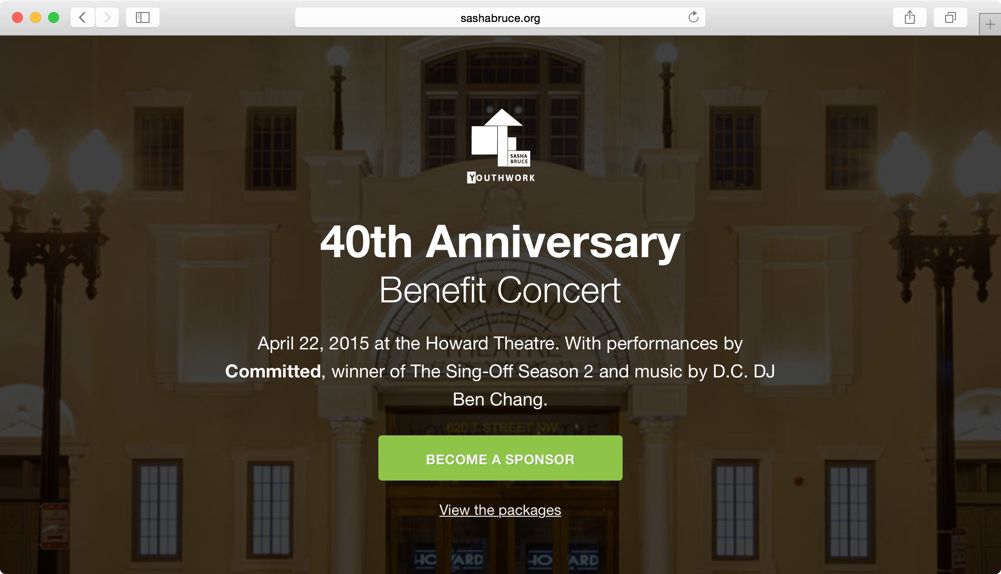 sashabruce.org
SASHA
BRUCE
YOUTHWORK
40th Anniversary
Benefit Concert
April 22, 2015 at the Howard Theatre. With performances by
Committed, winner of The Sing-Off Season 2 and music by D.C. DJ
Ben Chang.
620 T STREET NW
BECOME A SPONSOR
View the packages
HOWARD
HOWARD